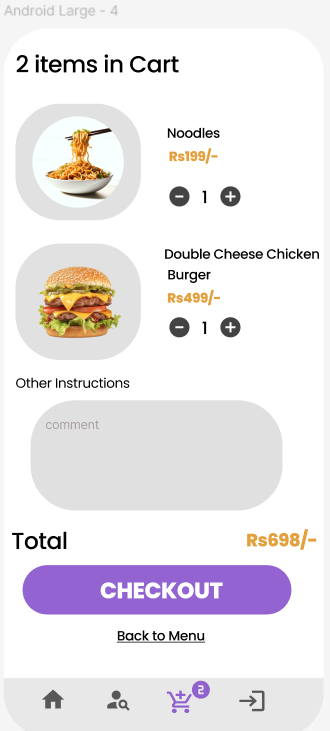 Android Large - 4
2 items in Cart
Noodles
Rs199/-
1
Double Cheese Chicken
Burger
Rs499/-
1
Other Instructions
comment
Total Rs698/-
CHECKOUT
Back to Menu
2